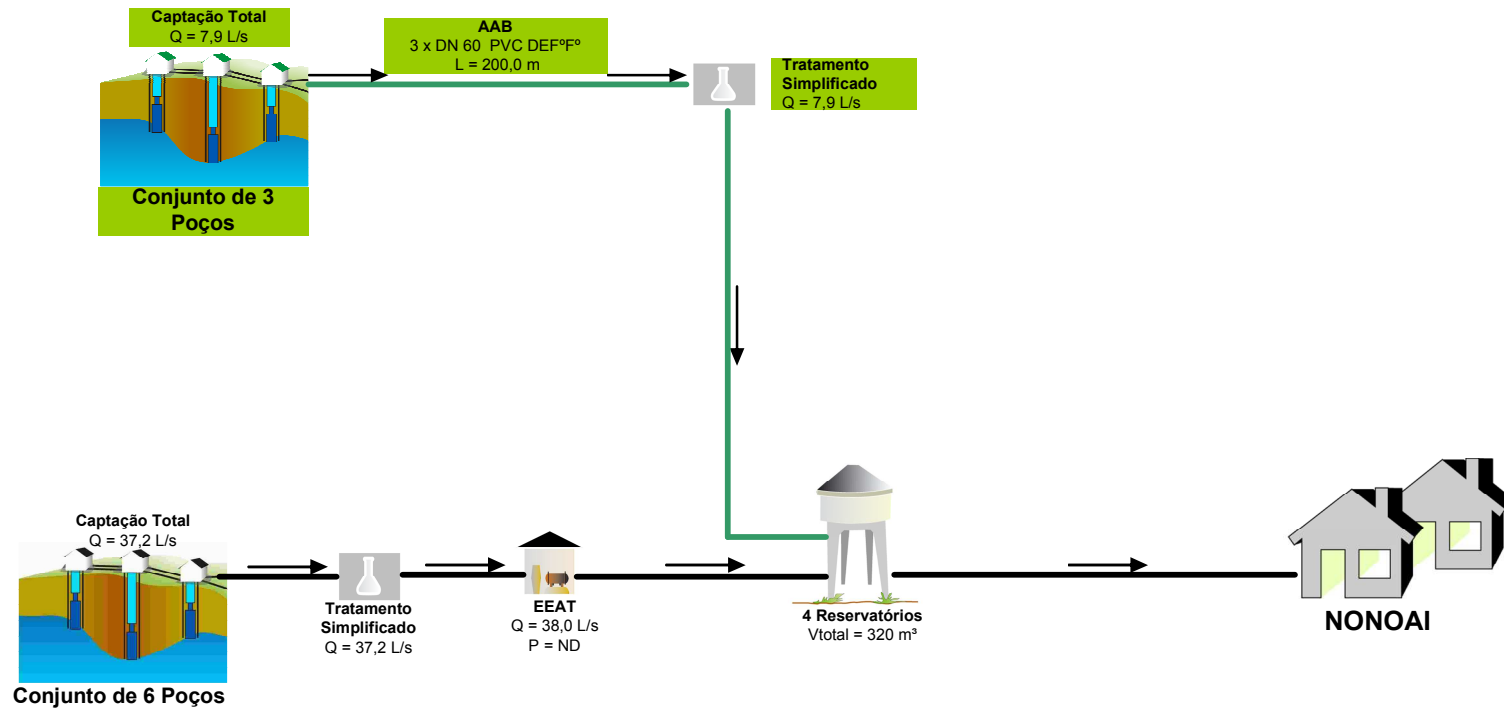 Captação Total
Q = 7,9 L/s
AAB
3 x DN 60 PVC DEFºFº
L = 200,0 m
Tratamento
Simplificado
Q = 7,9 L/s
Conjunto de 3
Poços
Captação Total
Q = 37,2 L/s
Conjunto de 6 Poços
Tratamento
Simplificado
Q = 37,2 L/s
EEAT
Q = 38,0 L/s
P = ND
4 Reservatórios
Vtotal = 320 m³
NONOAI